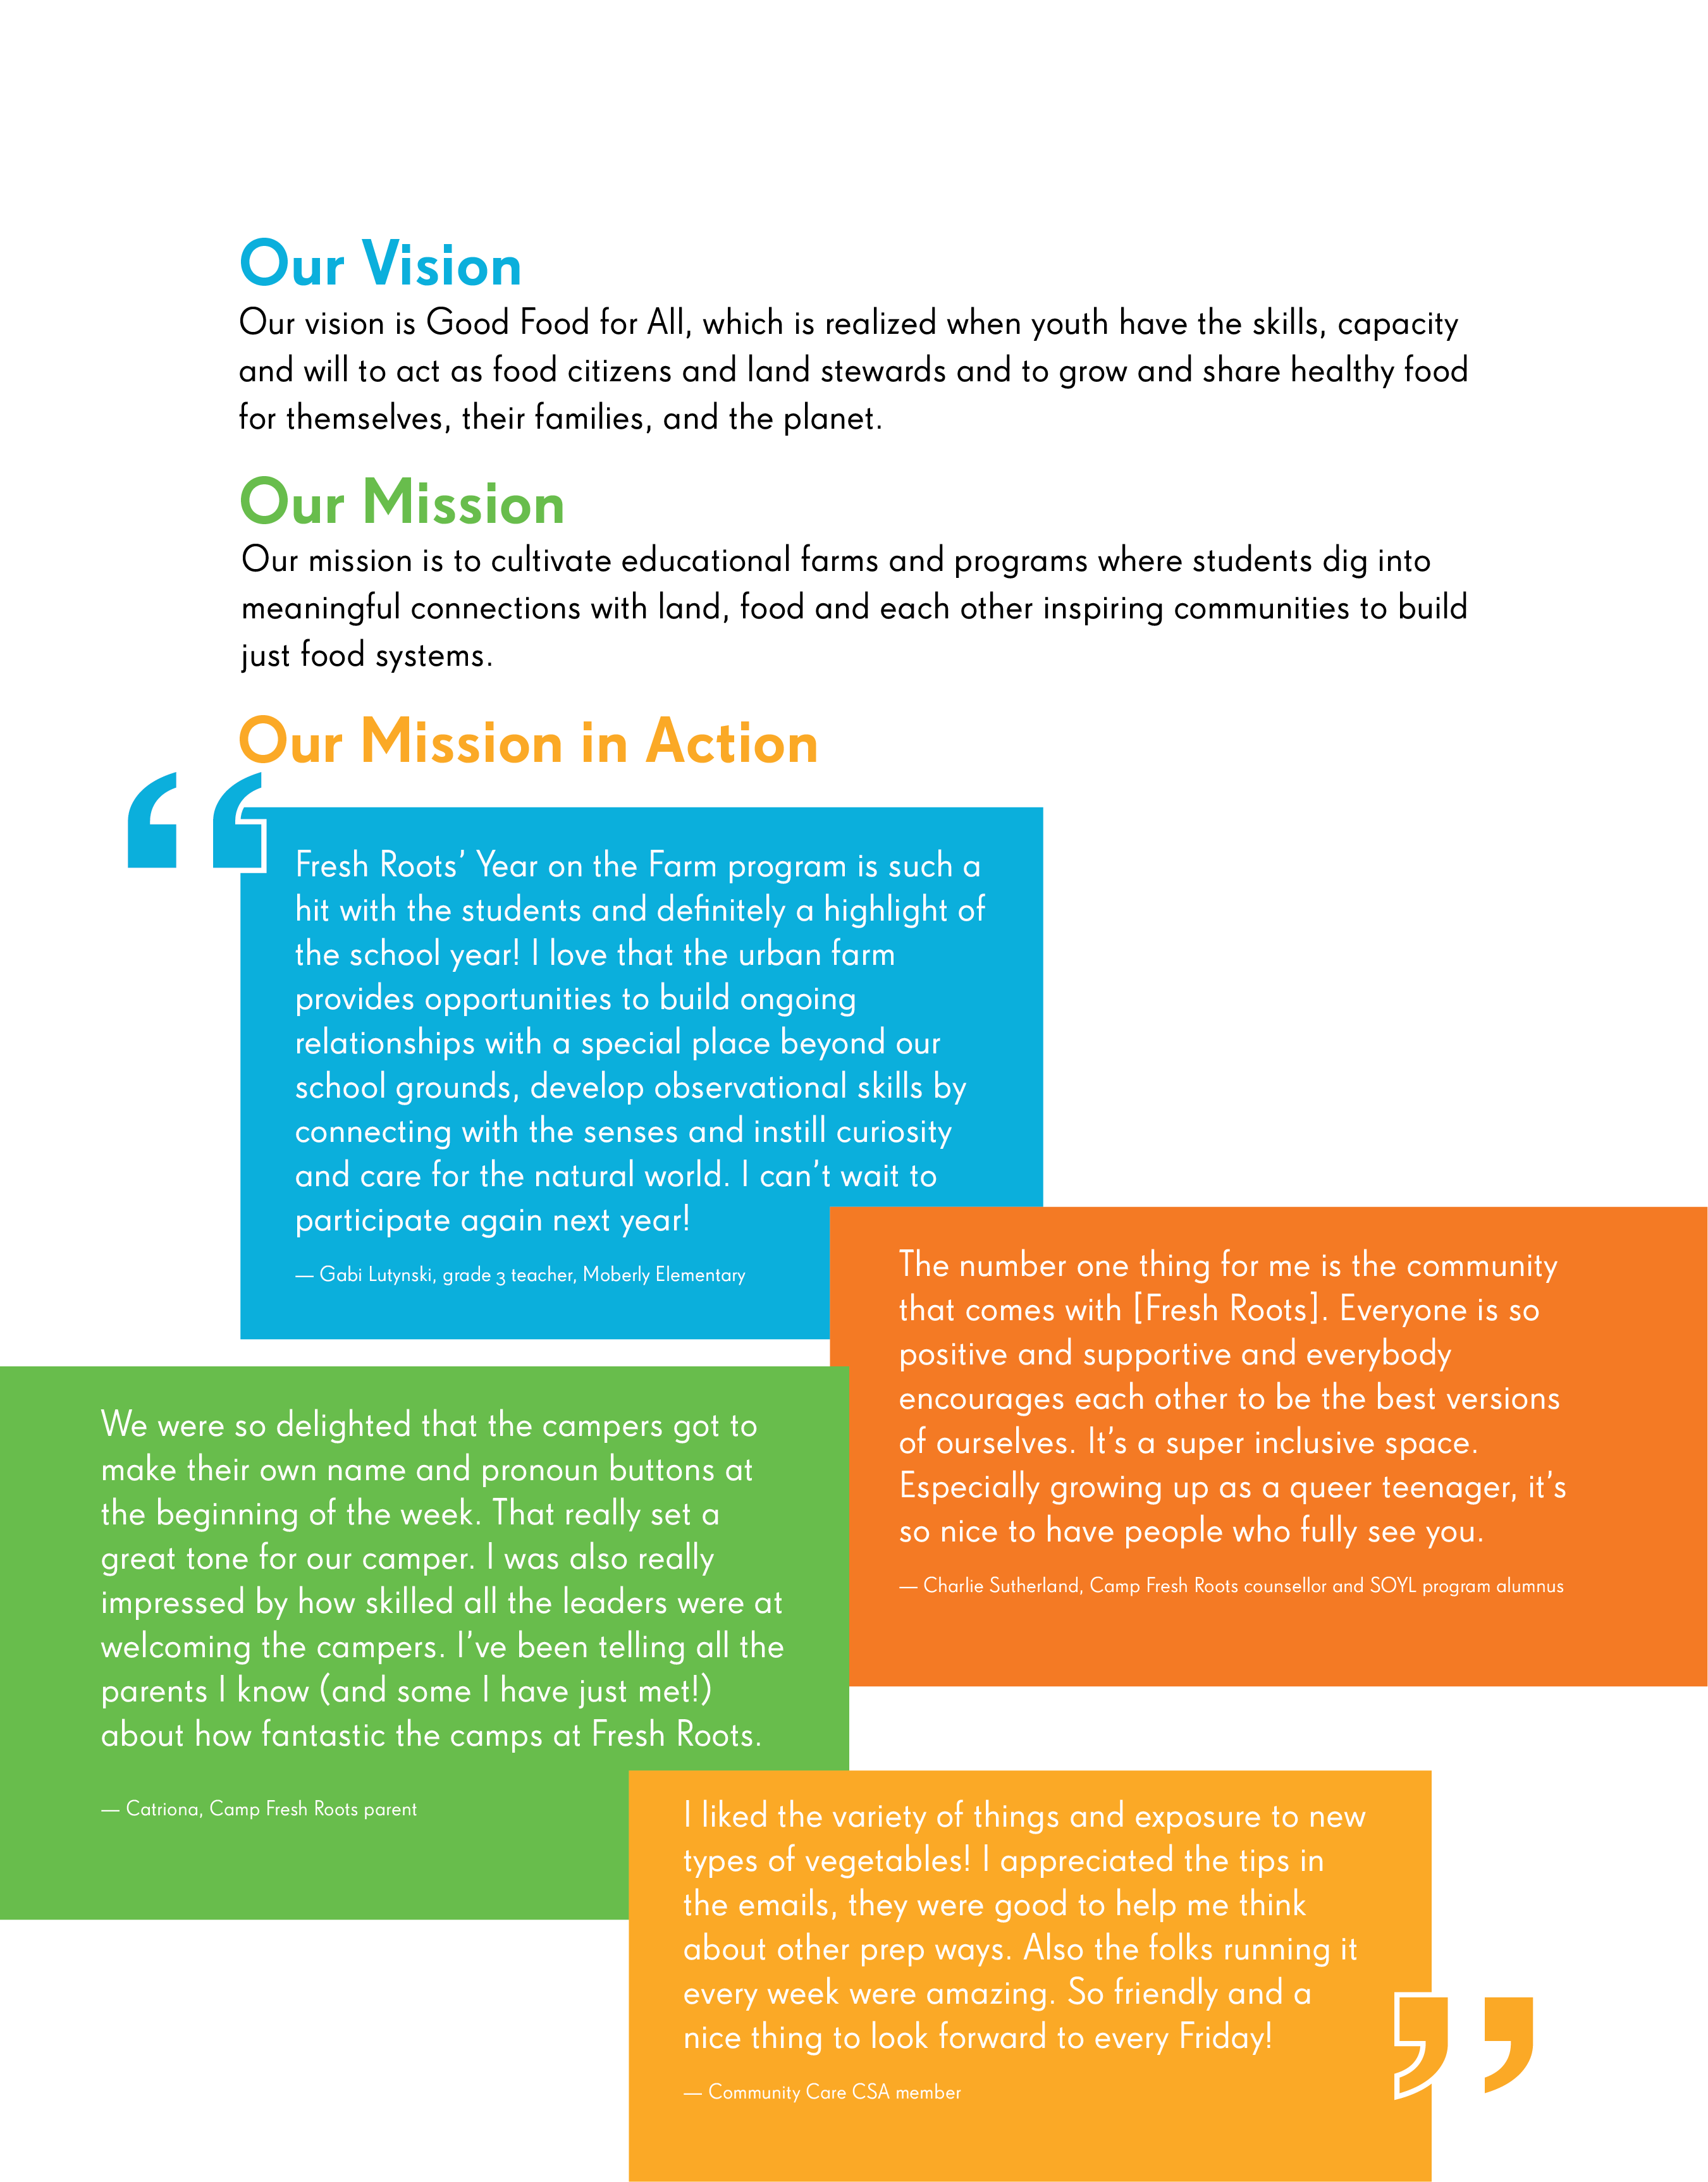 Our Vision
Our vision is Good Food for All, which is realized when youth have the skills, capacity
and will to act as food citizens and land stewards and to grow and share healthy food
for themselves, their families, and the planet.
Our Mission
Our mission is to cultivate educational farms and programs where students dig into
meaningful connections with land, food and each other inspiring communities to build
just food systems.
Our Mission in Action
“
Fresh Roots’ Year on the Farm program is such a
hit with the students and definitely a highlight of
the school year! I love that the urban farm
provides opportunities to build ongoing
relationships with a special place beyond our
school grounds, develop observational skills by
connecting with the senses and instill curiosity
and care for the natural world. I can’t wait to
participate again next year!
— Gabi Lutynski, grade 3 teacher, Moberly Elementary
The number one thing for me is the community
that comes with [Fresh Roots]. Everyone is so
positive and supportive and everybody
encourages each other to be the best versions
of ourselves. It’s a super inclusive space.
Especially growing up as a queer teenager, it’s
so nice to have people who fully see you.
— Charlie Sutherland, Camp Fresh Roots counsellor and SOYL program alumnus
We were so delighted that the campers got to
make their own name and pronoun buttons at
the beginning of the week. That really set a
great tone for our camper. I was also really
impressed by how skilled all the leaders were at
welcoming the campers. I’ve been telling all the
parents I know (and some I have just met!)
about how fantastic the camps at Fresh Roots.
— Catriona, Camp Fresh Roots parent
I liked the variety of things and exposure to new
types of vegetables! I appreciated the tips in
the emails, they were good to help me think
about other prep ways. Also the folks running it
every week were amazing. So friendly and a
nice thing to look forward to every Friday!
— Community Care CSA member
”